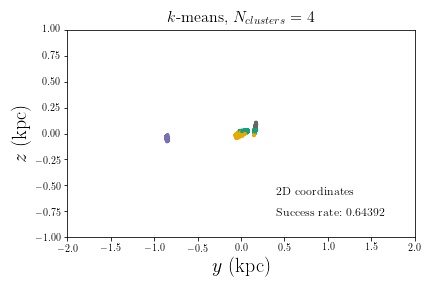 k-means, N_clusters = 4
1.00
0.75
0.50
0.25
0.00
−0.25
−0.50
−0.75
−1.00
z (kpc)
2D coordinates
Success rate: 0.64392
−2.0 −1.5 −1.0 −0.5 0.0 0.5 1.0 1.5 2.0
y (kpc)